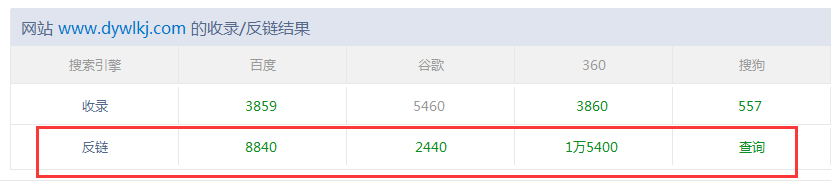 网站 www.dywlkj.com 的收录/反链结果
搜索引擎 百度 谷歌 360 搜狗
收录 3859 5460 3860 557
反链 8840 2440 1万5400 查询